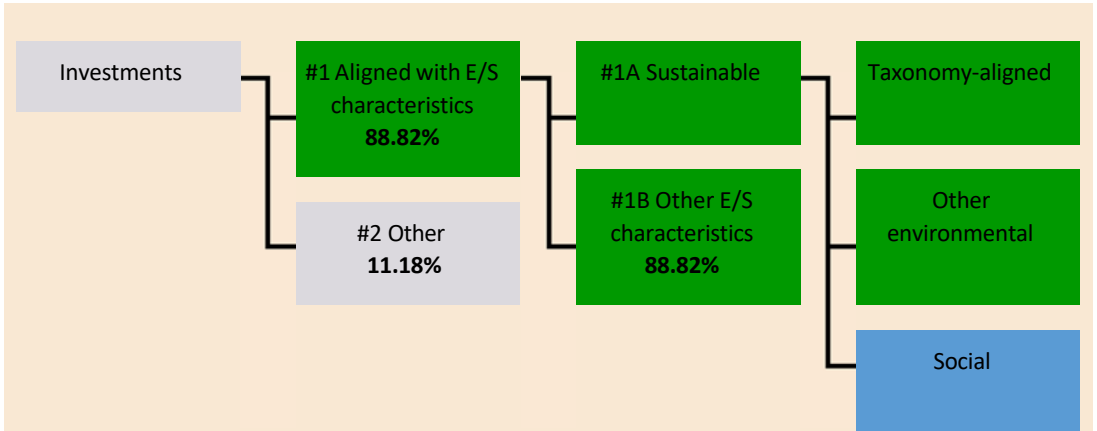 Investments
#1 Aligned with E/S
characteristics
88.82%
#2 Other
11.18%
#1A Sustainable
#1B Other E/S
characteristics
88.82%
Taxonomy-aligned
Other
environmental
Social